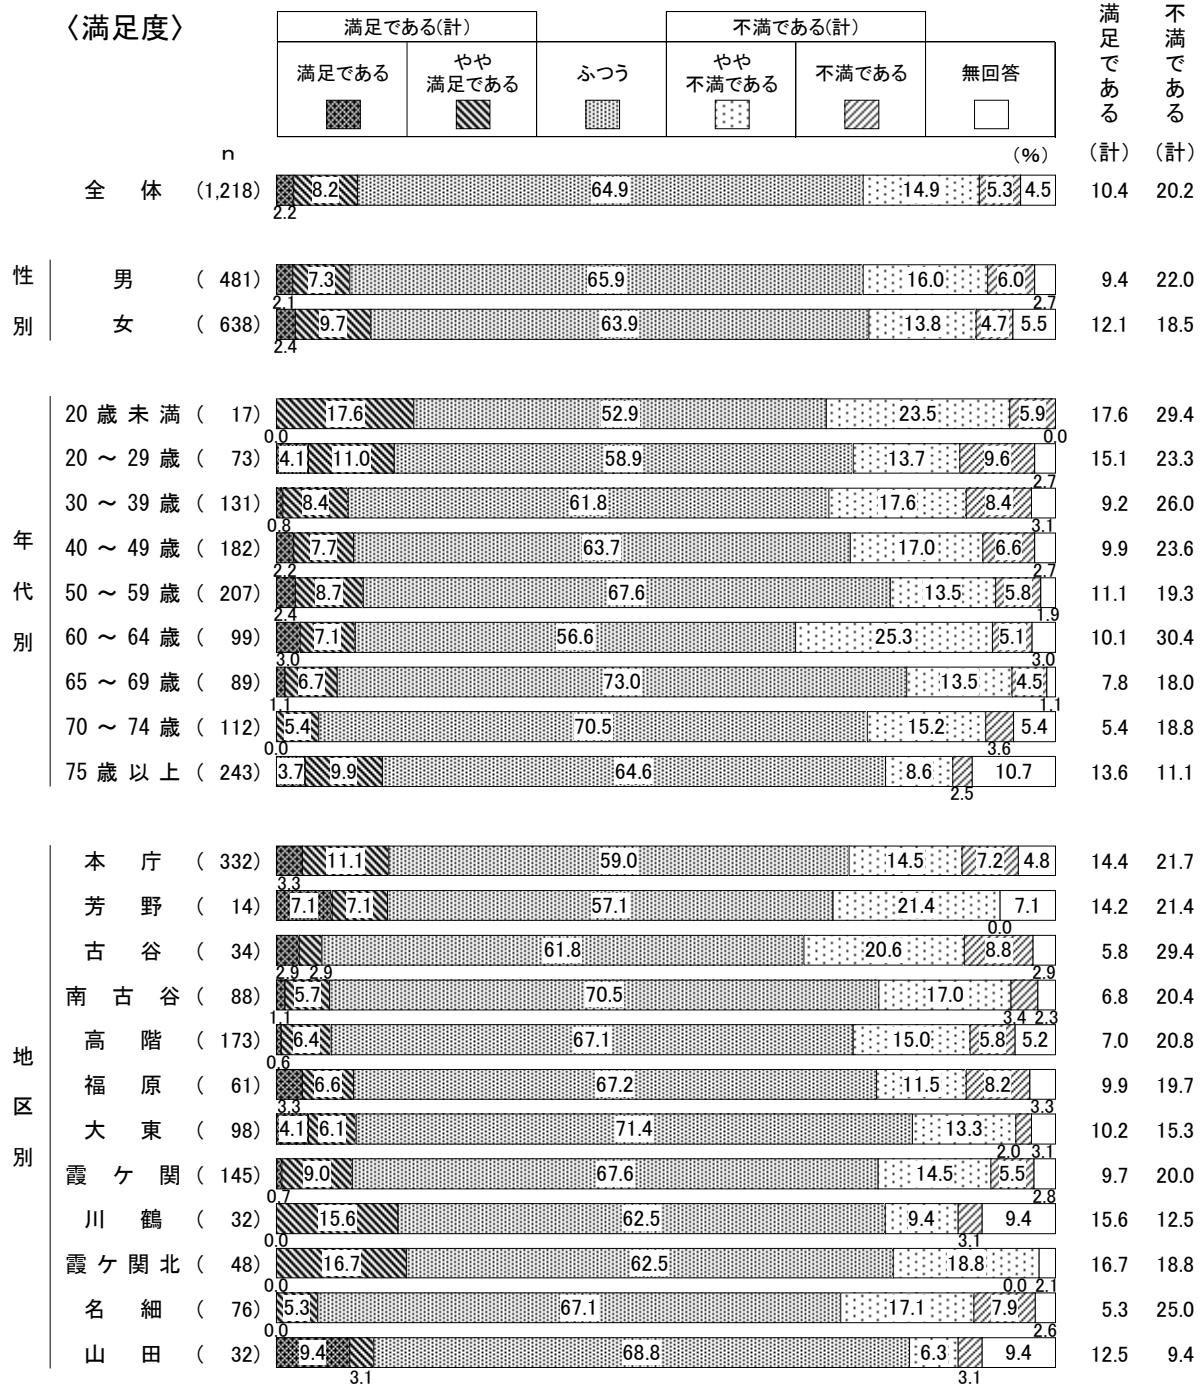 〈満足度〉
満足である(計) 不満である(計)
満足である やや満足である ふつう やや不満である 不満である 無回答
満足である(計) 不満である(計)
n (%)
全体 (1,218) 2.2 8.2 64.9 14.9 5.3 4.5 10.4 20.2
性別
男 ( 481) 2.1 7.3 65.9 16.0 6.0 2.7 9.4 22.0
女 ( 638) 2.4 9.7 63.9 13.8 4.7 5.5 12.1 18.5
年代別
20歳未満 ( 17) 0.0 17.6 52.9 23.5 5.9 0.0 17.6 29.4
20～29歳 ( 73) 4.1 11.0 58.9 13.7 9.6 2.7 15.1 23.3
30～39歳 ( 131) 0.8 8.4 61.8 17.6 8.4 3.1 9.2 26.0
40～49歳 ( 182) 2.2 7.7 63.7 17.0 6.6 2.7 9.9 23.6
50～59歳 ( 207) 2.4 8.7 67.6 13.5 5.8 1.9 11.1 19.3
60～64歳 ( 99) 3.0 7.1 56.6 25.3 5.1 3.0 10.1 30.4
65～69歳 ( 89) 1.1 6.7 73.0 13.5 4.5 1.1 7.8 18.0
70～74歳 ( 112) 0.0 5.4 70.5 15.2 3.6 5.4 5.4 18.8
75歳以上 ( 243) 3.7 9.9 64.6 8.6 2.5 10.7 13.6 11.1
地区別
本庁 ( 332) 3.3 11.1 59.0 14.5 7.2 4.8 14.4 21.7
芳野 ( 14) 7.1 7.1 57.1 21.4 0.0 7.1 14.2 21.4
古谷 ( 34) 2.9 2.9 61.8 20.6 8.8 2.9 5.8 29.4
南古谷 ( 88) 1.1 5.7 70.5 17.0 3.4 2.3 6.8 20.4
高階 ( 173) 0.6 6.4 67.1 15.0 5.8 5.2 7.0 20.8
福原 ( 61) 3.3 6.6 67.2 11.5 8.2 3.3 9.9 19.7
大東 ( 98) 4.1 6.1 71.4 13.3 2.0 3.1 10.2 15.3
霞ケ関 ( 145) 0.7 9.0 67.6 14.5 5.5 2.8 9.7 20.0
川鶴 ( 32) 0.0 15.6 62.5 9.4 3.1 9.4 15.6 12.5
霞ケ関北 ( 48) 0.0 16.7 62.5 18.8 0.0 2.1 16.7 18.8
名細 ( 76) 0.0 5.3 67.1 17.1 7.9 2.6 5.3 25.0
山田 ( 32) 9.4 3.1 68.8 6.3 3.1 9.4 12.5 9.4